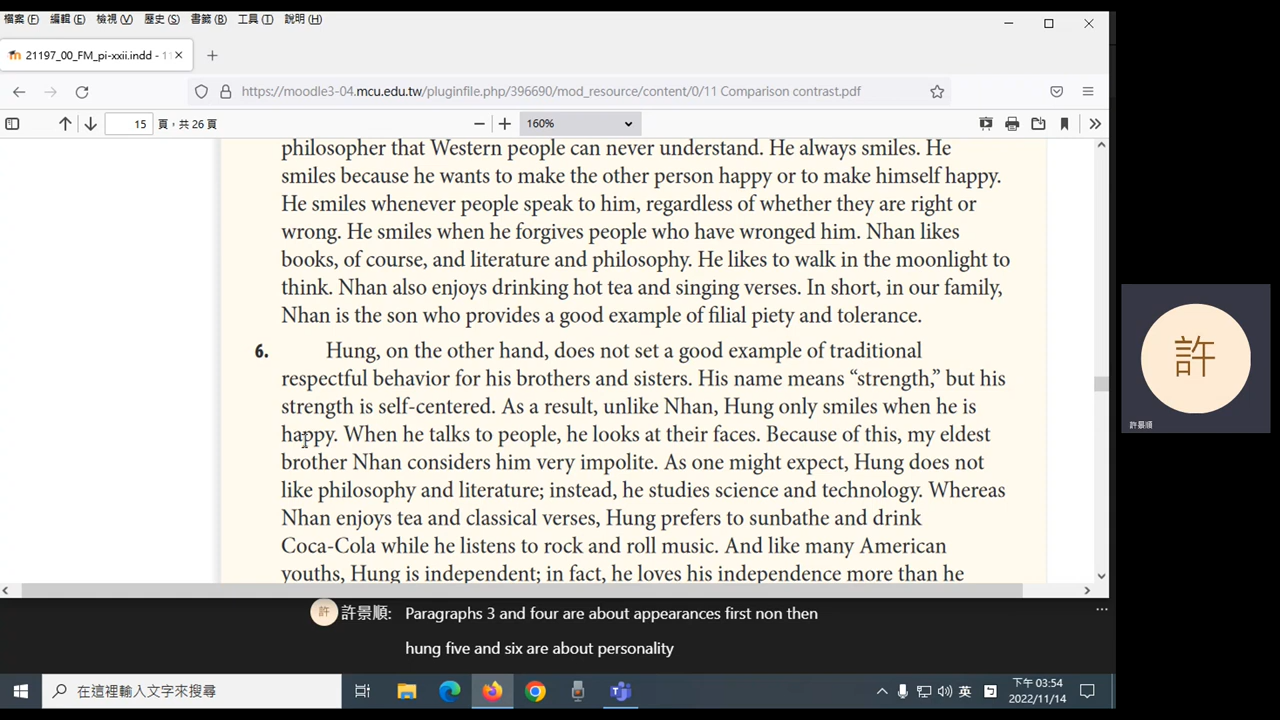 檔案(F) 編輯(E) 檢視(V) 歷史(S) 書籤(B) 工具(T) 說明(H)
21197_00_FM_pi-xxii.indd - 11
https://moodle3-04.mcu.edu.tw/pluginfile.php/396690/mod_resource/content/0/11 Comparison contrast.pdf
15 頁，共 26 頁
160%
philosopher that Western people can never understand. He always smiles. He
smiles because he wants to make the other person happy or to make himself happy.
He smiles whenever people speak to him, regardless of whether they are right or
wrong. He smiles when he forgives people who have wronged him. Nhan likes
books, of course, and literature and philosophy. He likes to walk in the moonlight to
think. Nhan also enjoys drinking hot tea and singing verses. In short, in our family,
Nhan is the son who provides a good example of filial piety and tolerance.
6. Hung, on the other hand, does not set a good example of traditional
respectful behavior for his brothers and sisters. His name means “strength,” but his
strength is self-centered. As a result, unlike Nhan, Hung only smiles when he is
happy. When he talks to people, he looks at their faces. Because of this, my eldest
brother Nhan considers him very impolite. As one might expect, Hung does not
like philosophy and literature; instead, he studies science and technology. Whereas
Nhan enjoys tea and classical verses, Hung prefers to sunbathe and drink
Coca-Cola while he listens to rock and roll music. And like many American
youths, Hung is independent; in fact, he loves his independence more than he
許
許景順
許 許景順: Paragraphs 3 and four are about appearances first non then
hung five and six are about personality
在這裡輸入文字來搜尋
英
下午 03:54
2022/11/14